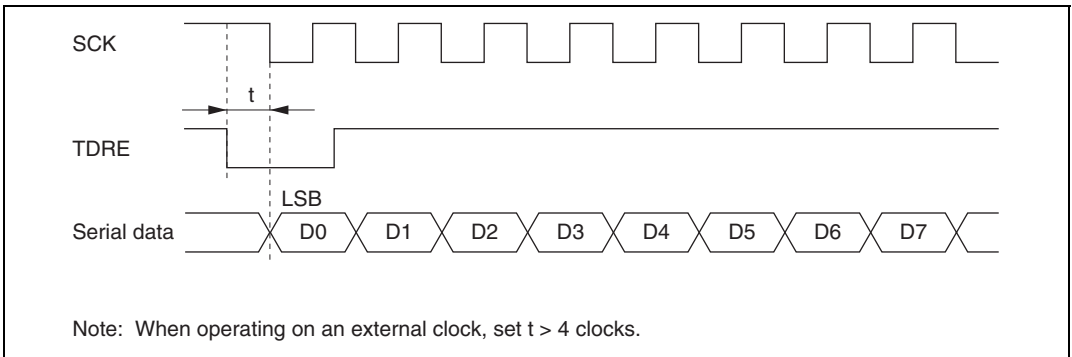 SCK
t
TDRE
LSB
Serial data D0 D1 D2 D3 D4 D5 D6 D7
Note: When operating on an external clock, set t > 4 clocks.